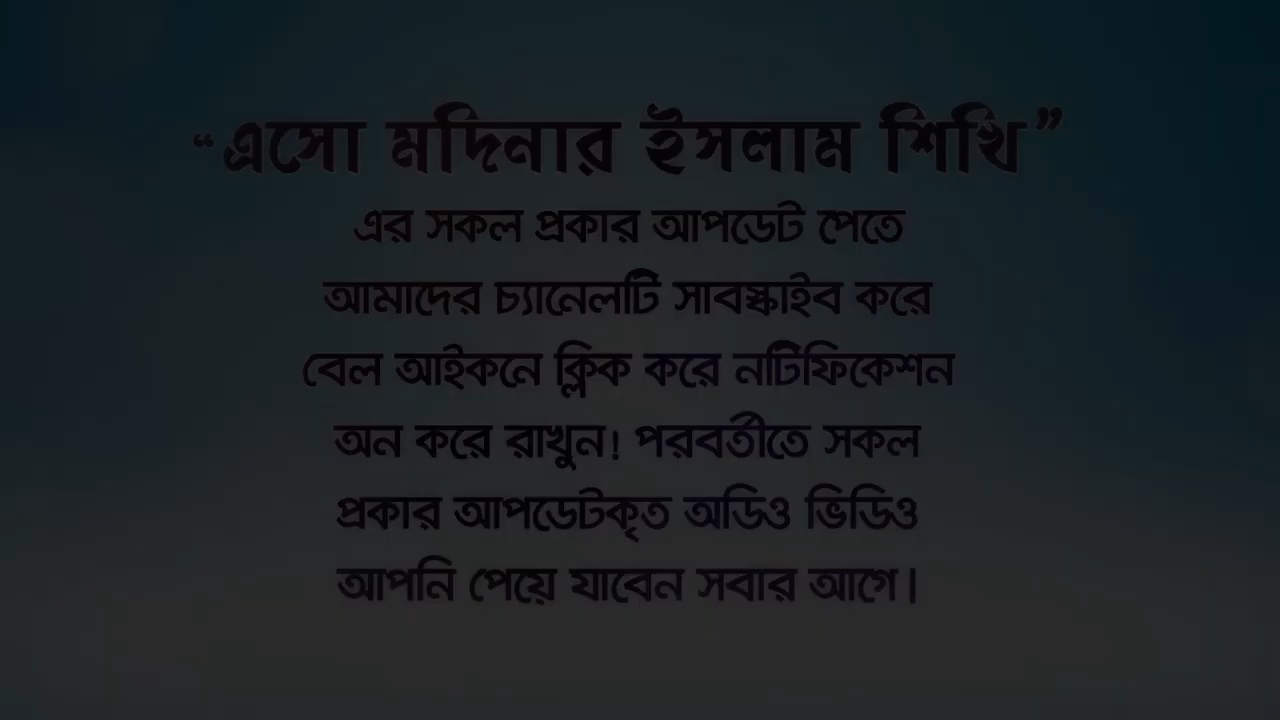 “এসো মদিনার ইসলাম শিখি”
এর সকল প্রকার আপডেট পেতে
আমাদের চ্যানেলটি সাবস্কাইব করে
বেল আইকনে ক্লিক করে নটিফিকেশন
অন করে রাখুন! পরবর্তীতে সকল
প্রকার আপডেটকৃত অডিও ভিডিও
আপনি পেয়ে যাবেন সবার আগে।